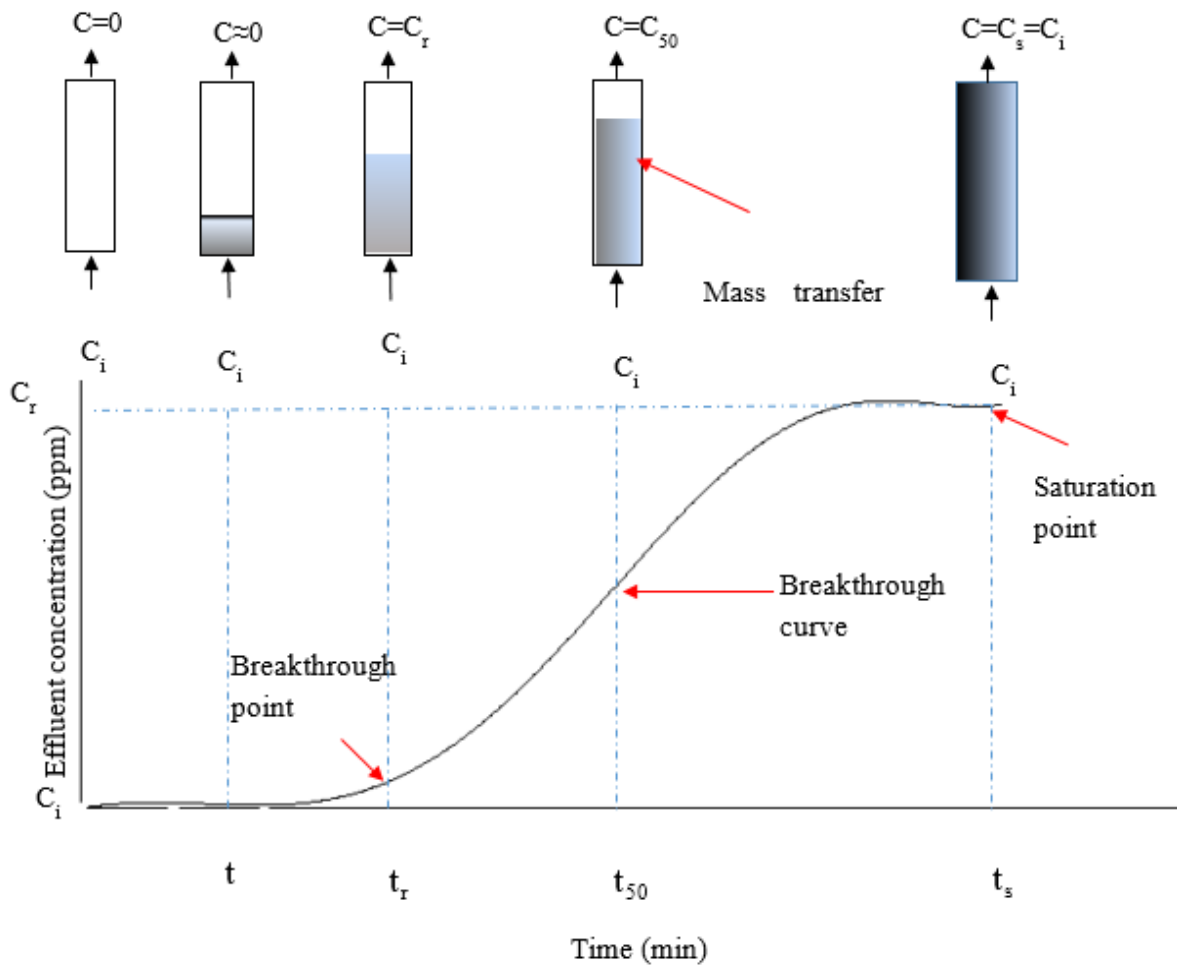 C=0 C≈0 C=Cr C=C50 C=Cs=Ci
Mass transfer
Ci Ci Ci Ci Ci
Cr
Saturation
point
Breakthrough
curve
Breakthrough
point
Effluent concentration (ppm)
Ci
t tr t50 ts
Time (min)